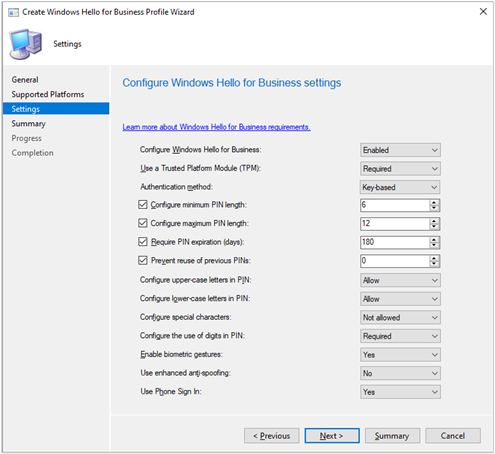 Create Windows Hello for Business Profile Wizard
Settings
General
Supported Platforms
Settings
Summary
Progress
Completion
Configure Windows Hello for Business settings
Learn more about Windows Hello for Business requirements.
Configure Windows Hello for Business: Enabled
Use a Trusted Platform Module (TPM): Required
Authentication method: Key-based
Configure minimum PIN length: 6
Configure maximum PIN length: 12
Require PIN expiration (days): 180
Prevent reuse of previous PINs: 0
Configure upper-case letters in PIN: Allow
Configure lower-case letters in PIN: Allow
Configure special characters: Not allowed
Configure the use of digits in PIN: Required
Enable biometric gestures: Yes
Use enhanced anti-spoofing: No
Use Phone Sign In: Yes
< Previous Next > Summary Cancel